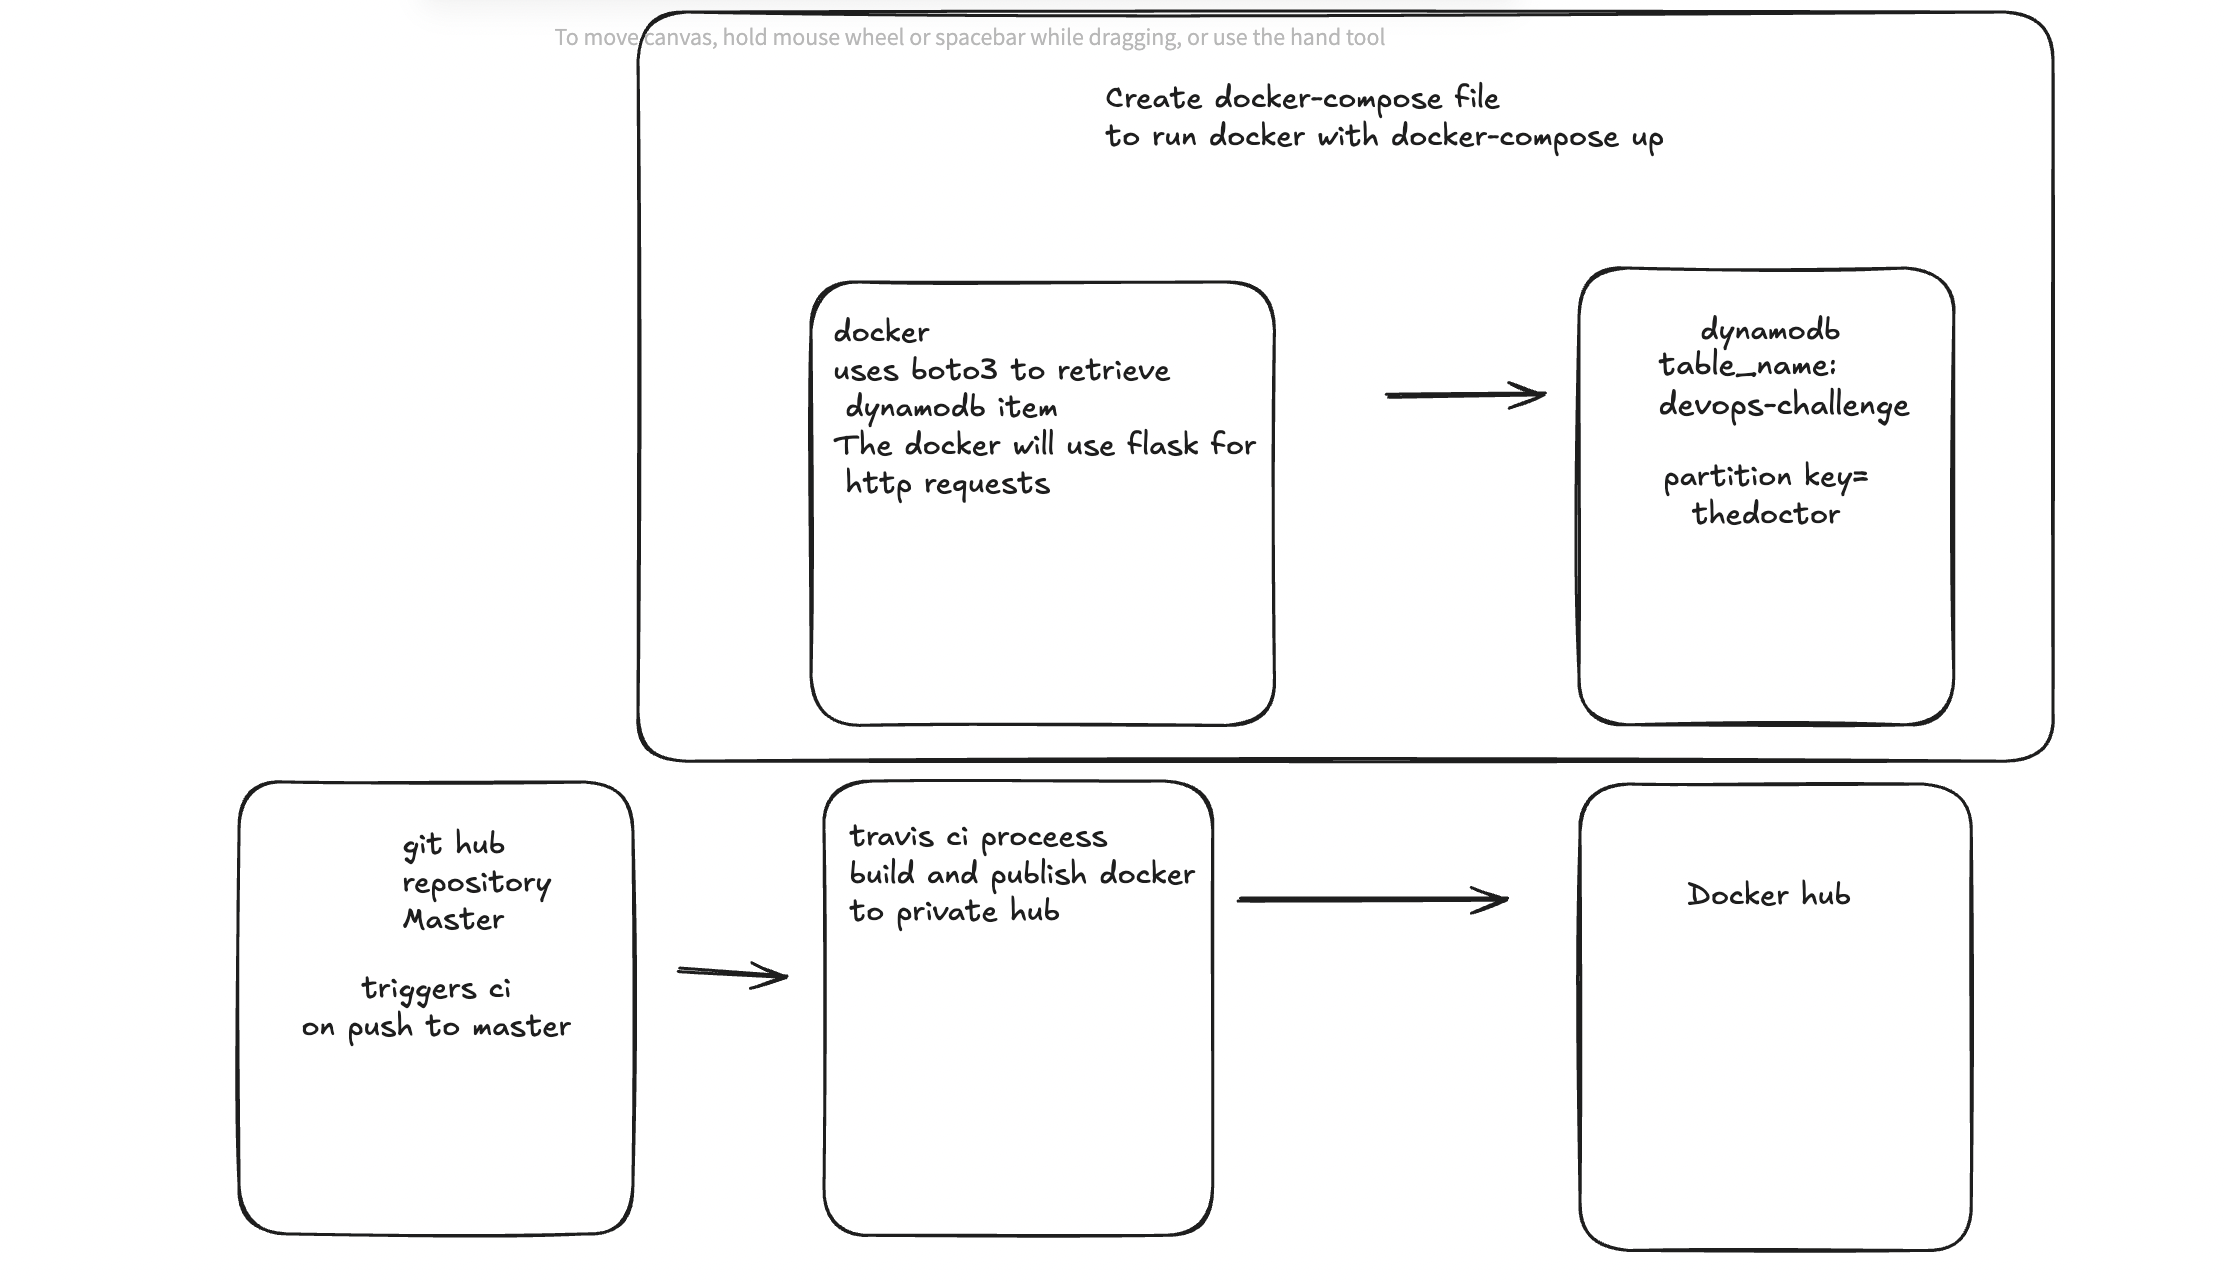 To move canvas, hold mouse wheel or spacebar while dragging, or use the hand tool
Create docker-compose file
to run docker with docker-compose up
docker
uses boto3 to retrieve
dynamodb item
The docker will use flask for
http requests
dynamodb
table_name:
devops-challenge
partition key=
thedoctor
git hub
repository
Master
triggers ci
on push to master
travis ci proceess
build and publish docker
to private hub
Docker hub